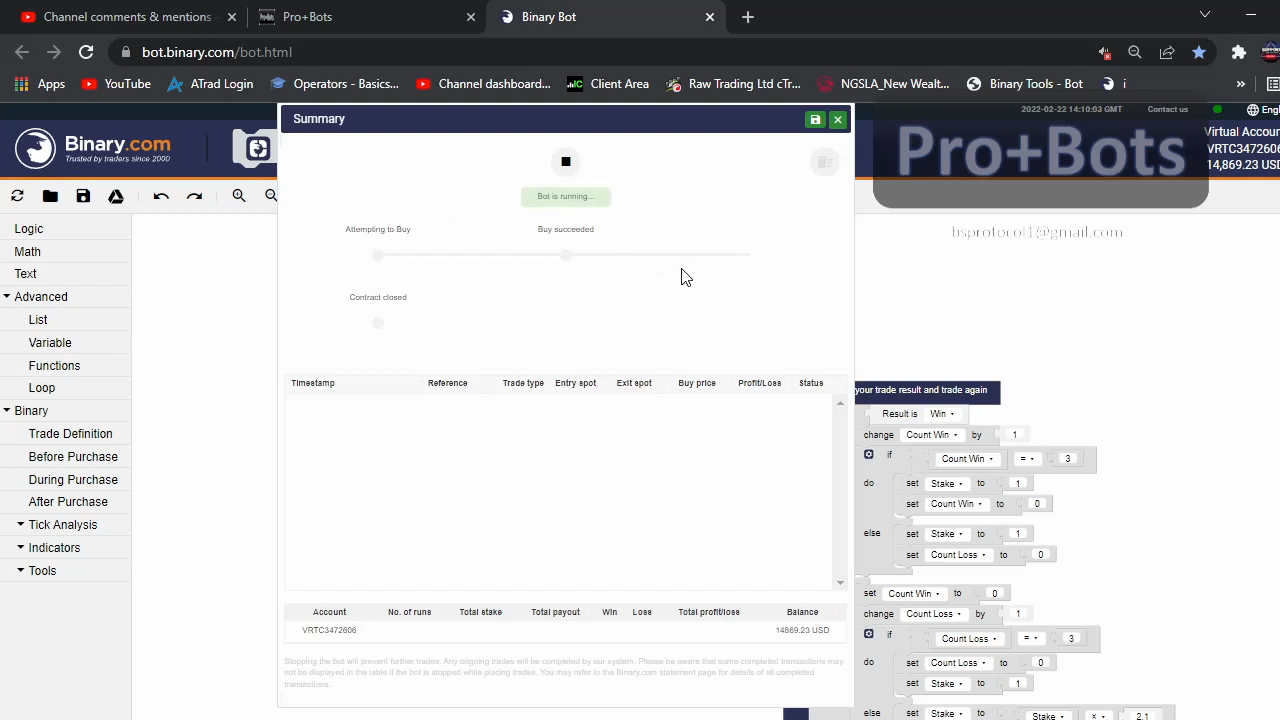 Channel comments & mentions
Pro+Bots
Binary Bot
bot.binary.com/bot.html
Apps
YouTube
ATrad Login
Operators - Basics...
Channel dashboard...
Client Area
Raw Trading Ltd cTr...
NGSLA_New Wealt...
Binary Tools - Bot
i
»
2022-02-22 14:10:03 GMT
Contact us
Engl
Binary.com
Trusted by traders since 2000
Virtual Accou
VRTC3472606
14,869.23 USD
Pro+Bots
bsprotocol1@gmail.com
Summary
Bot is running...
Attempting to Buy
Buy succeeded
Contract closed
Timestamp Reference Trade type Entry spot Exit spot Buy price Profit/Loss Status
Account No. of runs Total stake Total payout Win Loss Total profit/loss Balance
VRTC3472606 14869.23 USD
Stopping the bot will prevent further trades. Any ongoing trades will be completed by our system. Please be aware that some completed transactions may
not be displayed in the table if the bot is stopped while placing trades. You may refer to the Binary.com statement page for details of all completed
transactions.
Logic
Math
Text
Advanced
List
Variable
Functions
Loop
Binary
Trade Definition
Before Purchase
During Purchase
After Purchase
Tick Analysis
Indicators
Tools
your trade result and trade again
Result is Win
change Count Win by 1
if Count Win = 3
do set Stake to 1
set Count Win to 0
else set Stake to 1
set Count Loss to 0
set Count Win to 0
change Count Loss by 1
if Count Loss = 3
do set Count Loss to 0
set Stake to 1
else set Stake to Stake x 2.1